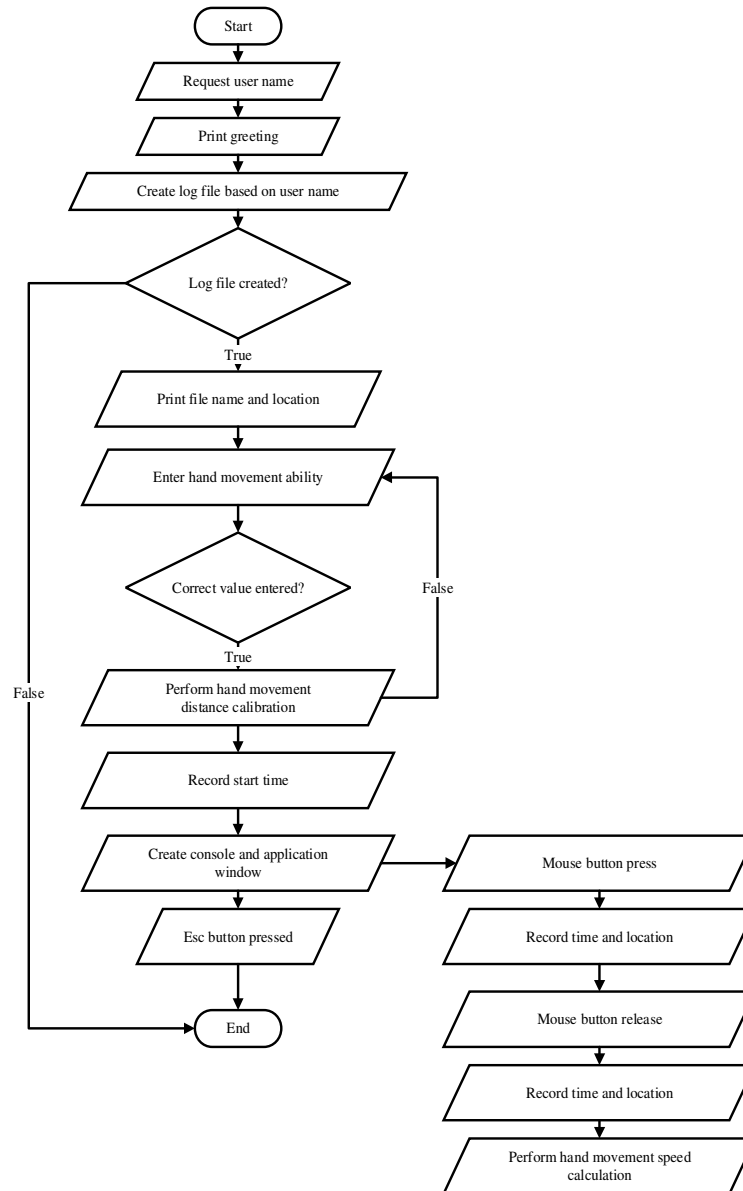 Start
Request user name
Print greeting
Create log file based on user name
Log file created?
True
Print file name and location
Enter hand movement ability
Correct value entered?
False
True
False
Perform hand movement
distance calibration
Record start time
Create console and application
window
Mouse button press
Esc button pressed
Record time and location
End
Mouse button release
Record time and location
Perform hand movement speed
calculation